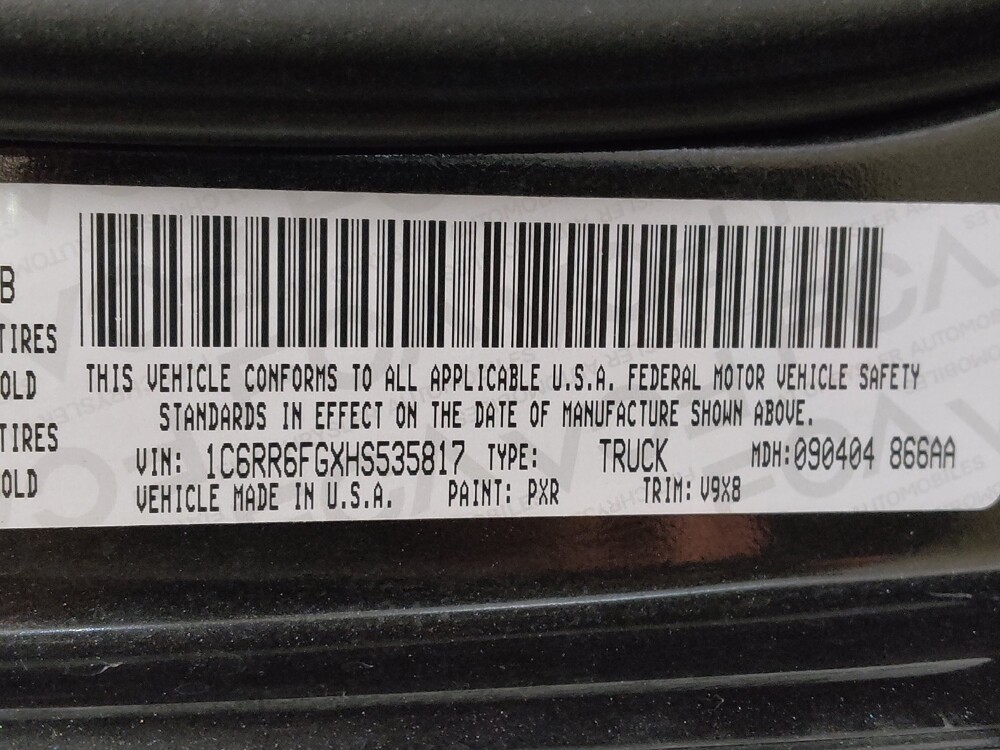 B
TIRES
OLD
TIRES
OLD
THIS VEHICLE CONFORMS TO ALL APPLICABLE U.S.A. FEDERAL MOTOR VEHICLE SAFETY
STANDARDS IN EFFECT ON THE DATE OF MANUFACTURE SHOWN ABOVE.
VIN: 1C6RR6FGXHS535817 TYPE: TRUCK MDH:090404 866AA
VEHICLE MADE IN U.S.A. PAINT: PXR TRIM: V9X8